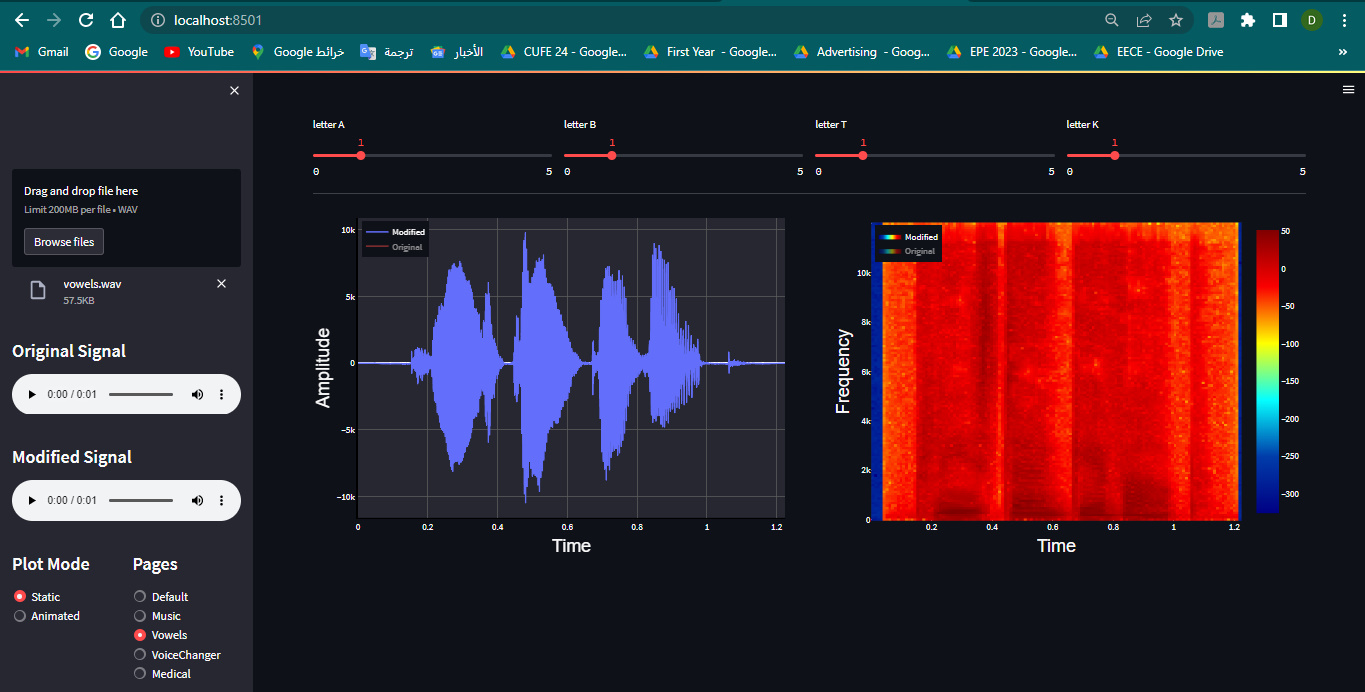 localhost:8501
D
Gmail Google YouTube خرائط Google ترجمة الأخبار CUFE 24 - Google... First Year - Google... Advertising - Goog... EPE 2023 - Google... EECE - Google Drive »
Drag and drop file here
Limit 200MB per file • WAV
Browse files
vowels.wav
57.5KB
Original Signal
0:00 / 0:01
Modified Signal
0:00 / 0:01
Plot Mode
Static
Animated
Pages
Default
Music
Vowels
VoiceChanger
Medical
letter A
1
0 5
letter B
1
0 5
letter T
1
0 5
letter K
1
0 5
Modified
Original
Amplitude
10k
5k
0
−5k
−10k
0 0.2 0.4 0.6 0.8 1 1.2
Time
Modified
Original
Frequency
10k
8k
6k
4k
2k
0
0.2 0.4 0.6 0.8 1 1.2
Time
50
0
−50
−100
−150
−200
−250
−300